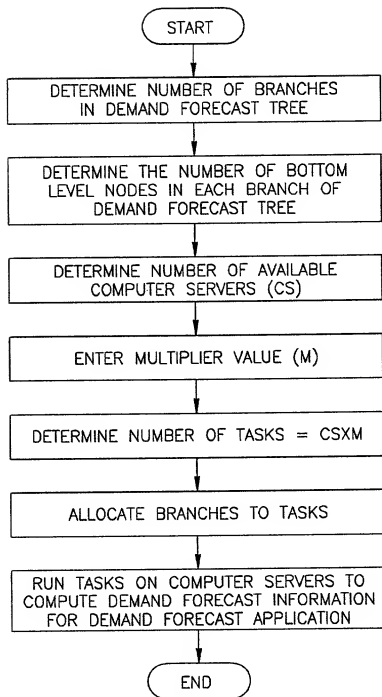 START
DETERMINE NUMBER OF BRANCHES
IN DEMAND FORECAST TREE
DETERMINE THE NUMBER OF BOTTOM
LEVEL NODES IN EACH BRANCH OF
DEMAND FORECAST TREE
DETERMINE NUMBER OF AVAILABLE
COMPUTER SERVERS (CS)
ENTER MULTIPLIER VALUE (M)
DETERMINE NUMBER OF TASKS = CSXM
ALLOCATE BRANCHES TO TASKS
RUN TASKS ON COMPUTER SERVERS TO
COMPUTE DEMAND FORECAST INFORMATION
FOR DEMAND FORECAST APPLICATION
END